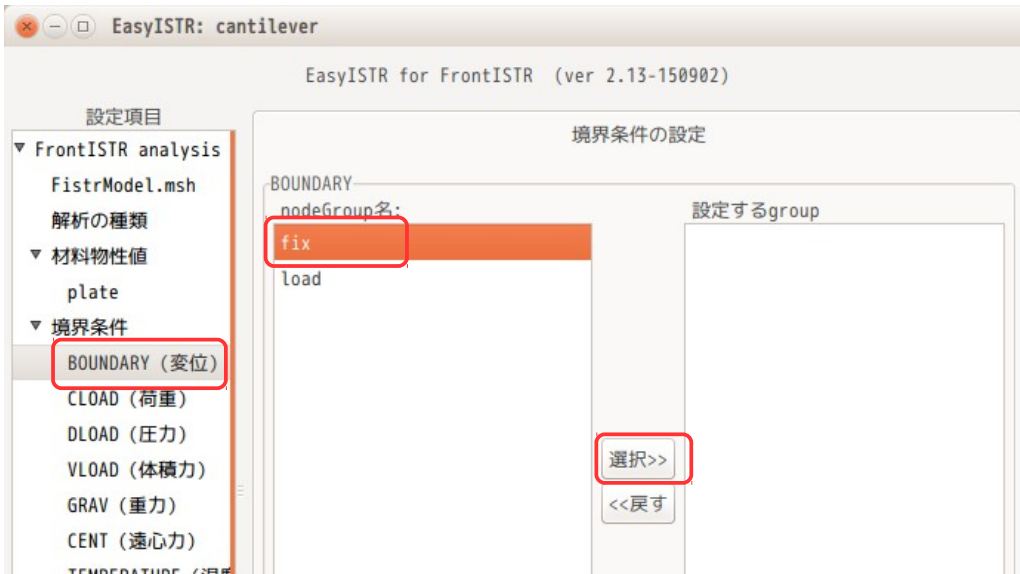 EasyISTR: cantilever
EasyISTR for FrontISTR (ver 2.13-150902)
設定項目
FrontISTR analysis
FistrModel.msh
解析の種類
材料物性値
plate
境界条件
BOUNDARY (変位)
CLOAD (荷重)
DLOAD (圧力)
VLOAD (体積力)
GRAV (重力)
CENT (遠心力)
TEMPERATURE
境界条件の設定
BOUNDARY
nodeGroup名:
fix
load
選択>>
<<戻す
設定するgroup